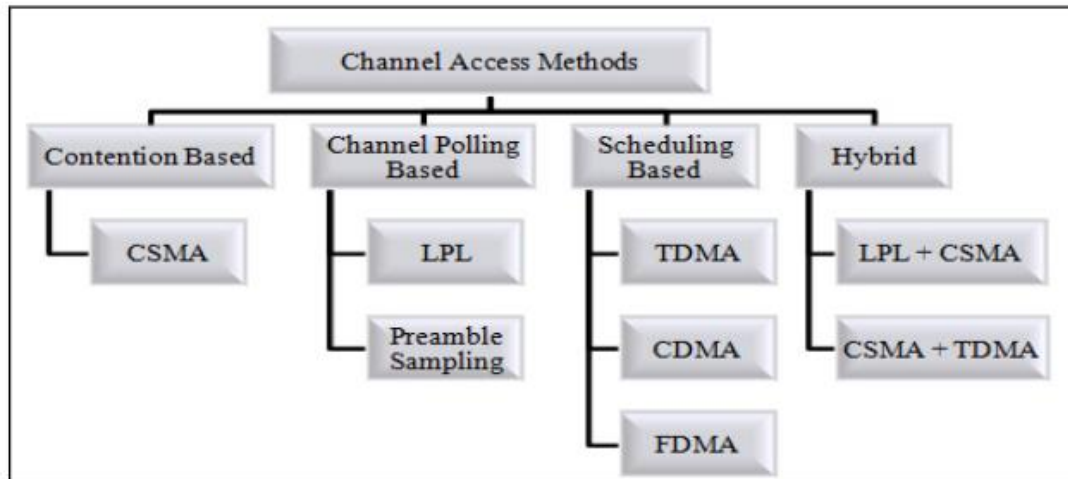 Channel Access Methods
Contention Based
Channel Polling
Based
Scheduling
Based
Hybrid
CSMA
LPL
TDMA
LPL + CSMA
Preamble
Sampling
CDMA
CSMA + TDMA
FDMA